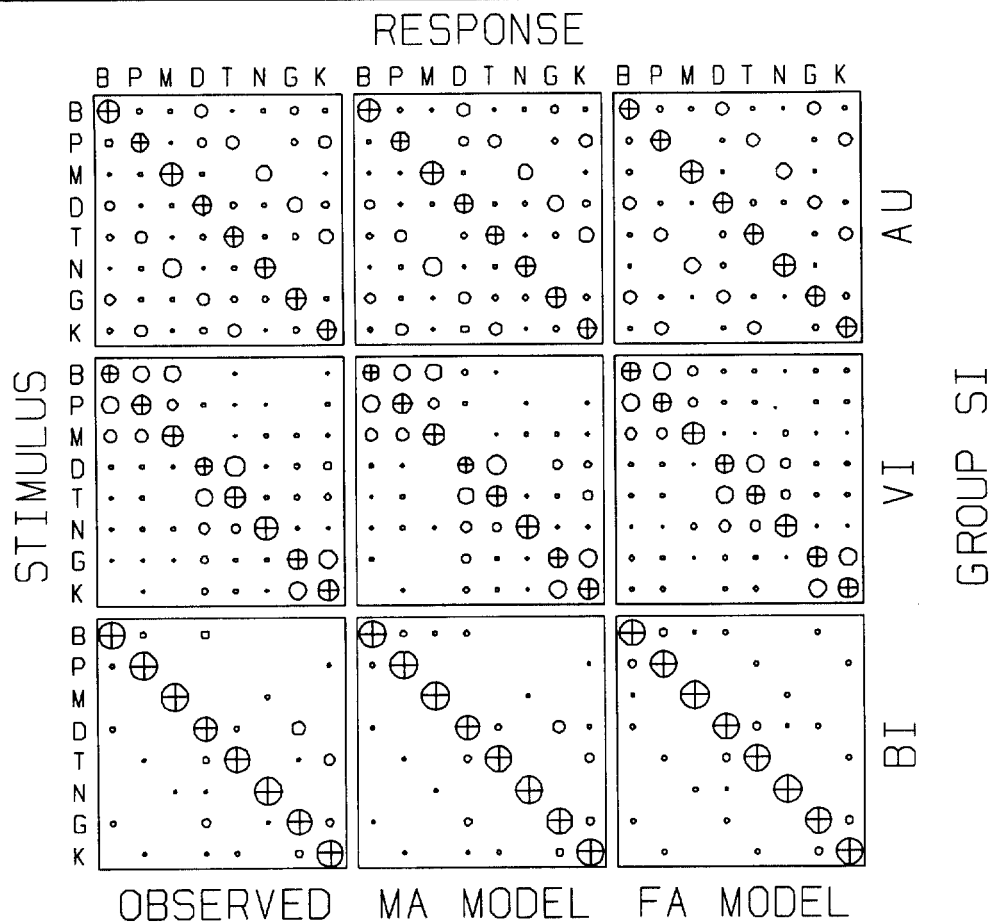 RESPONSE
B P M D T N G K B P M D T N G K B P M D T N G K
B
P
M
D
T
N
G
K
AU
B
P
M
D
T
N
G
K
VI
B
P
M
D
T
N
G
K
BI
STIMULUS
GROUP SI
OBSERVED MA MODEL FA MODEL